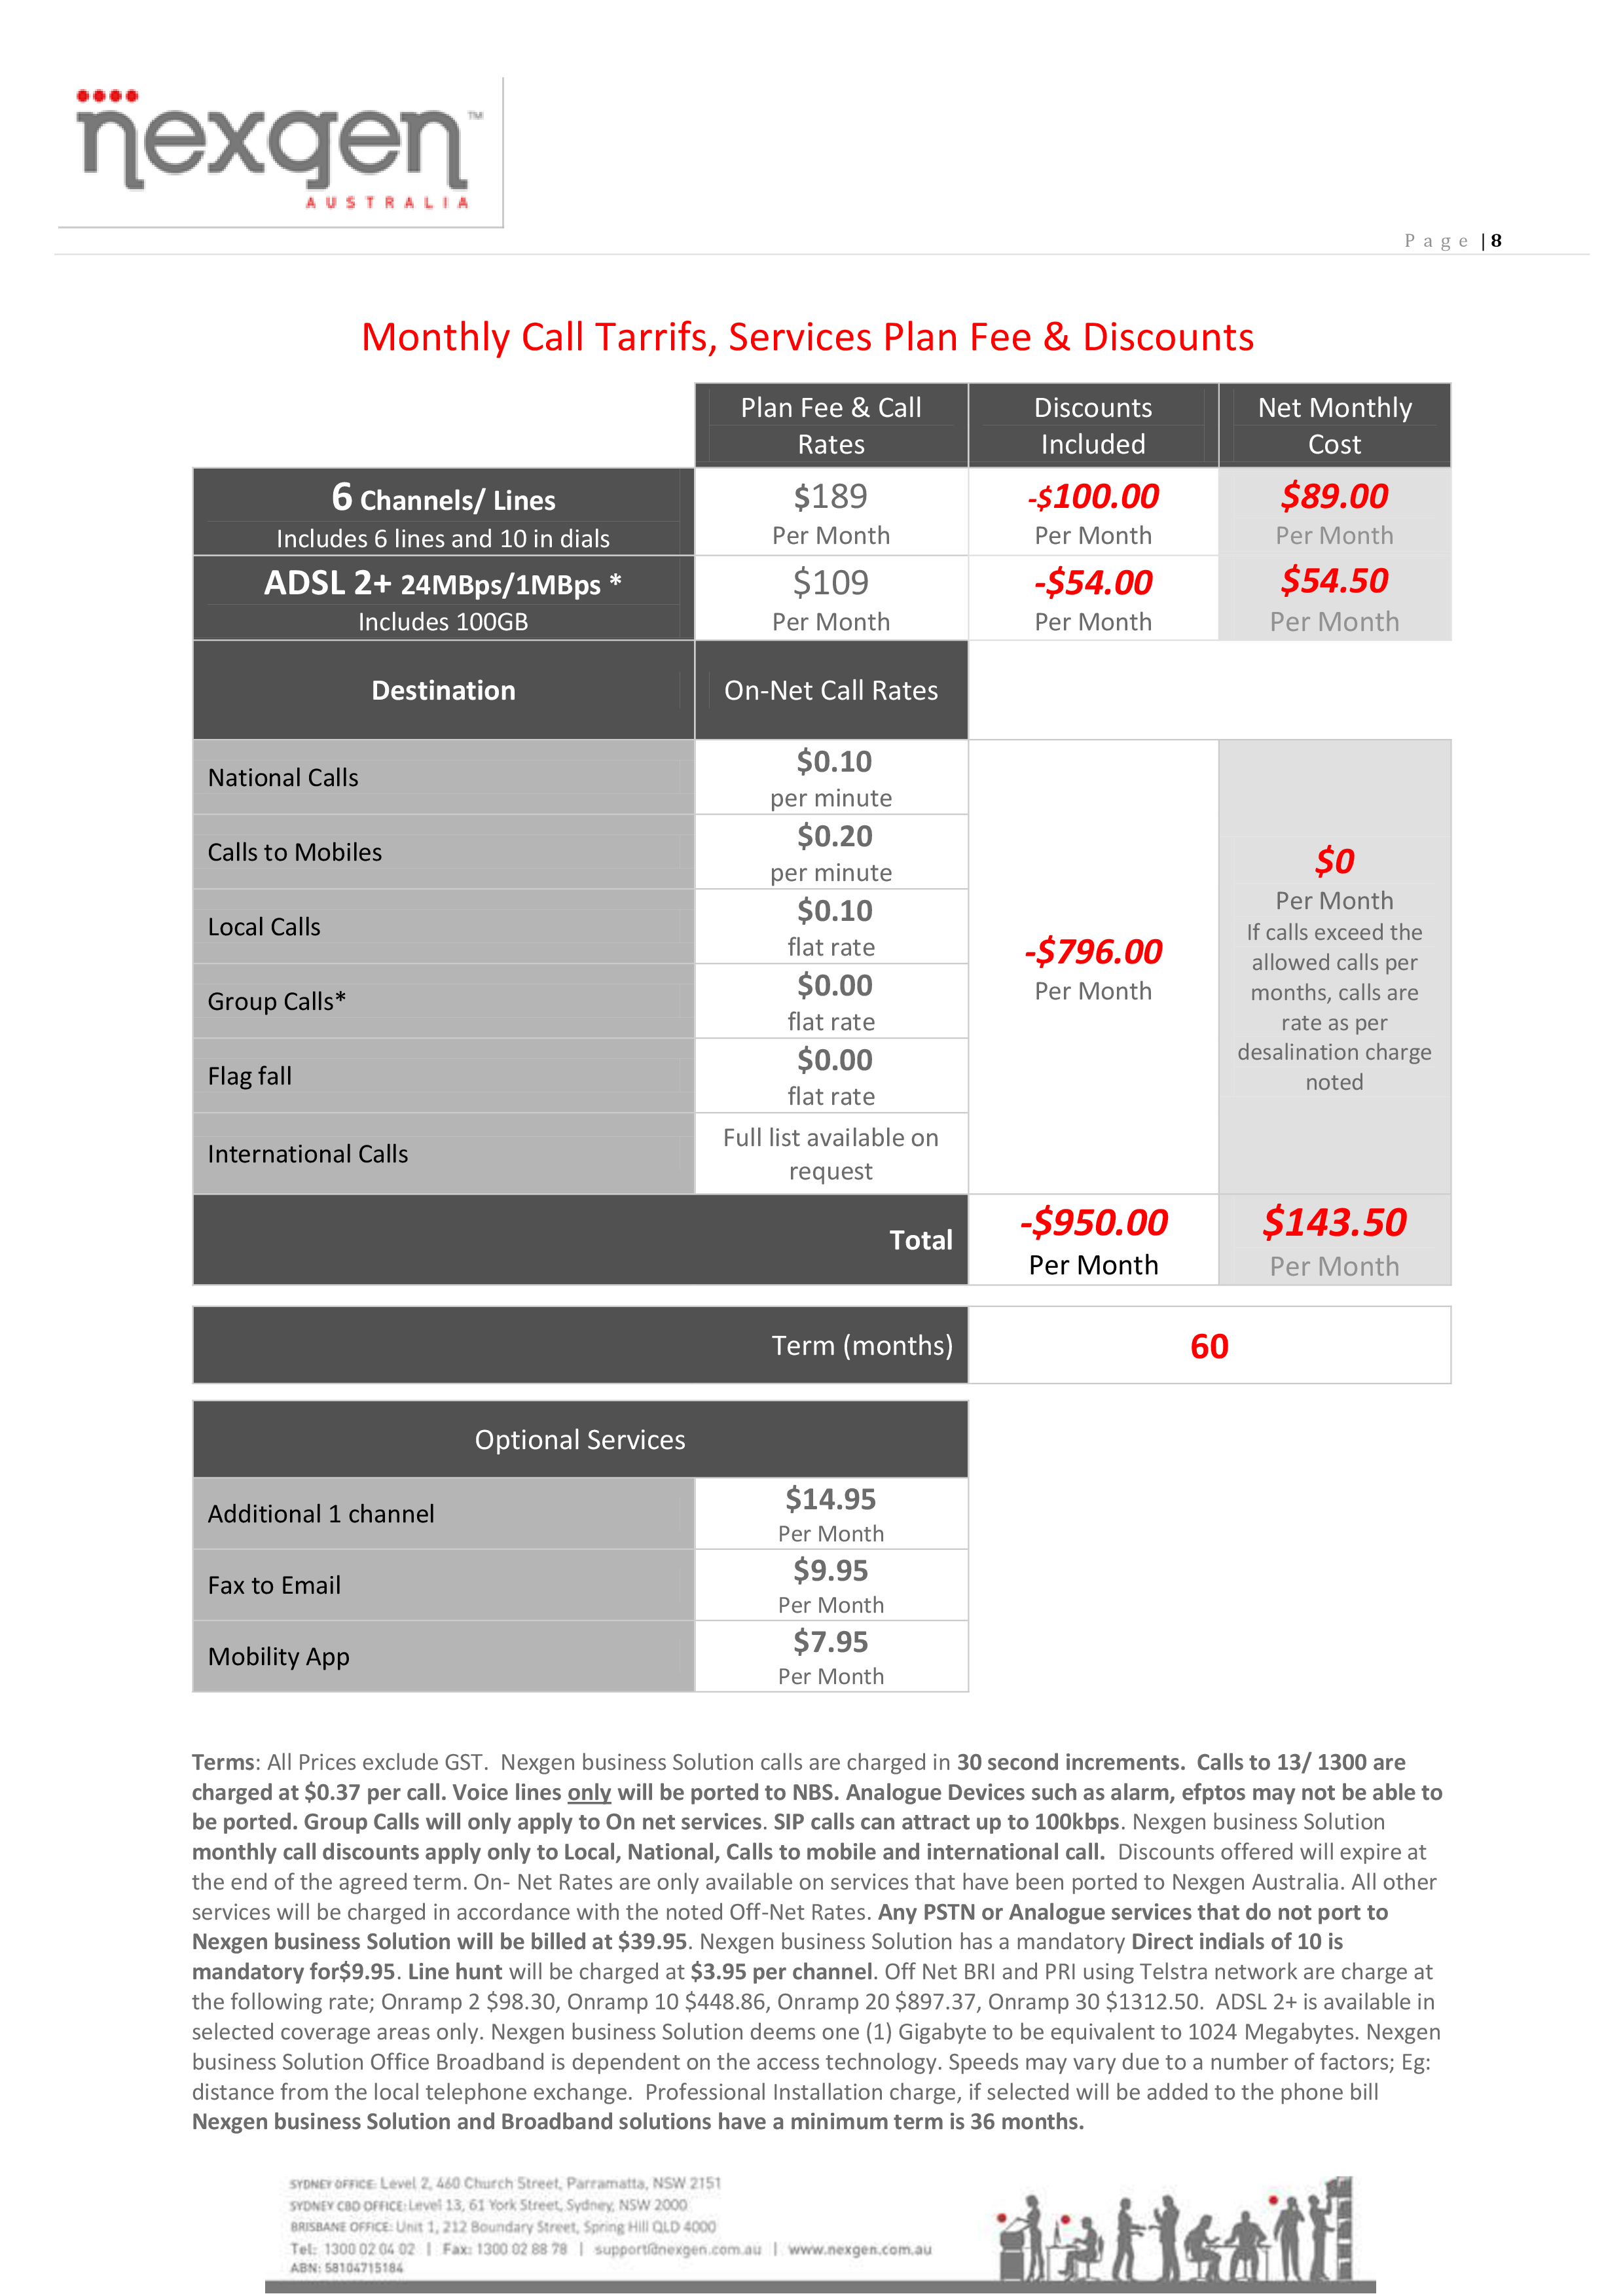 nexgen™
AUSTRALIA
Page |8
Monthly Call Tarrifs, Services Plan Fee & Discounts
Plan Fee & Call
Rates
Discounts
Included
Net Monthly
Cost
6 Channels/ Lines
Includes 6 lines and 10 in dials
$189
Per Month
-$100.00
Per Month
$89.00
Per Month
ADSL 2+ 24MBps/1MBps *
Includes 100GB
$109
Per Month
-$54.00
Per Month
$54.50
Per Month
Destination
On-Net Call Rates
National Calls
$0.10
per minute
Calls to Mobiles
$0.20
per minute
Local Calls
$0.10
flat rate
Group Calls*
$0.00
flat rate
Flag fall
$0.00
flat rate
International Calls
Full list available on
request
-$796.00
Per Month
$0
Per Month
If calls exceed the
allowed calls per
months, calls are
rate as per
desalination charge
noted
Total
-$950.00
Per Month
$143.50
Per Month
Term (months)
60
Optional Services
Additional 1 channel
$14.95
Per Month
Fax to Email
$9.95
Per Month
Mobility App
$7.95
Per Month
Terms: All Prices exclude GST.  Nexgen business Solution calls are charged in 30 second increments.  Calls to 13/ 1300 are
charged at $0.37 per call. Voice lines only will be ported to NBS. Analogue Devices such as alarm, efptos may not be able to
be ported. Group Calls will only apply to On net services. SIP calls can attract up to 100kbps. Nexgen business Solution
monthly call discounts apply only to Local, National, Calls to mobile and international call.  Discounts offered will expire at
the end of the agreed term. On- Net Rates are only available on services that have been ported to Nexgen Australia. All other
services will be charged in accordance with the noted Off-Net Rates. Any PSTN or Analogue services that do not port to
Nexgen business Solution will be billed at $39.95. Nexgen business Solution has a mandatory Direct indials of 10 is
mandatory for$9.95. Line hunt will be charged at $3.95 per channel. Off Net BRI and PRI using Telstra network are charge at
the following rate; Onramp 2 $98.30, Onramp 10 $448.86, Onramp 20 $897.37, Onramp 30 $1312.50.  ADSL 2+ is available in
selected coverage areas only. Nexgen business Solution deems one (1) Gigabyte to be equivalent to 1024 Megabytes. Nexgen
business Solution Office Broadband is dependent on the access technology. Speeds may vary due to a number of factors; Eg:
distance from the local telephone exchange.  Professional Installation charge, if selected will be added to the phone bill
Nexgen business Solution and Broadband solutions have a minimum term is 36 months.
SYDNEY OFFICE: Level 2, 460 Church Street, Parramatta, NSW 2151
SYDNEY CBD OFFICE: Level 13, 61 York Street, Sydney, NSW 2000
BRISBANE OFFICE: Unit 1, 212 Boundary Street, Spring Hill QLD 4000
Tel: 1300 02 04 02 | Fax: 1300 02 88 78 | support@nexgen.com.au | www.nexgen.com.au
ABN: 58104715184